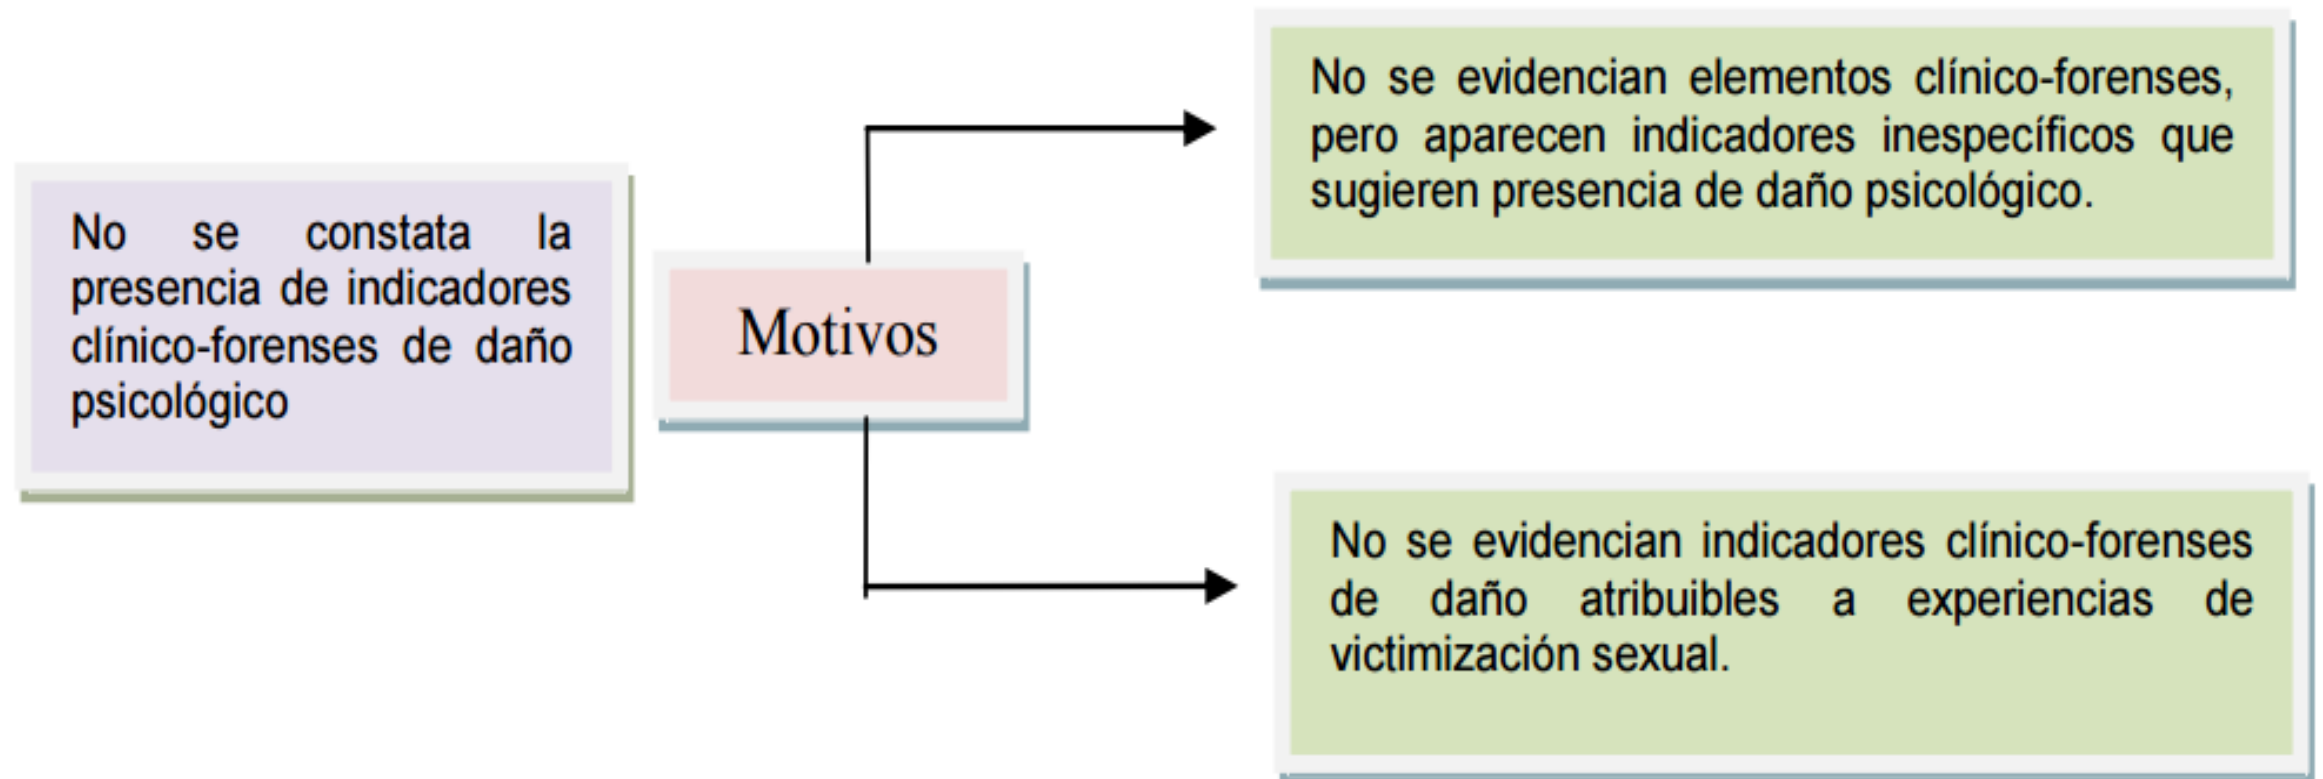 No se constata la
presencia de indicadores
clínico-forenses de daño
psicológico
Motivos
No se evidencian elementos clínico-forenses,
pero aparecen indicadores inespecíficos que
sugieren presencia de daño psicológico.
No se evidencian indicadores clínico-forenses
de daño atribuibles a experiencias de
victimización sexual.